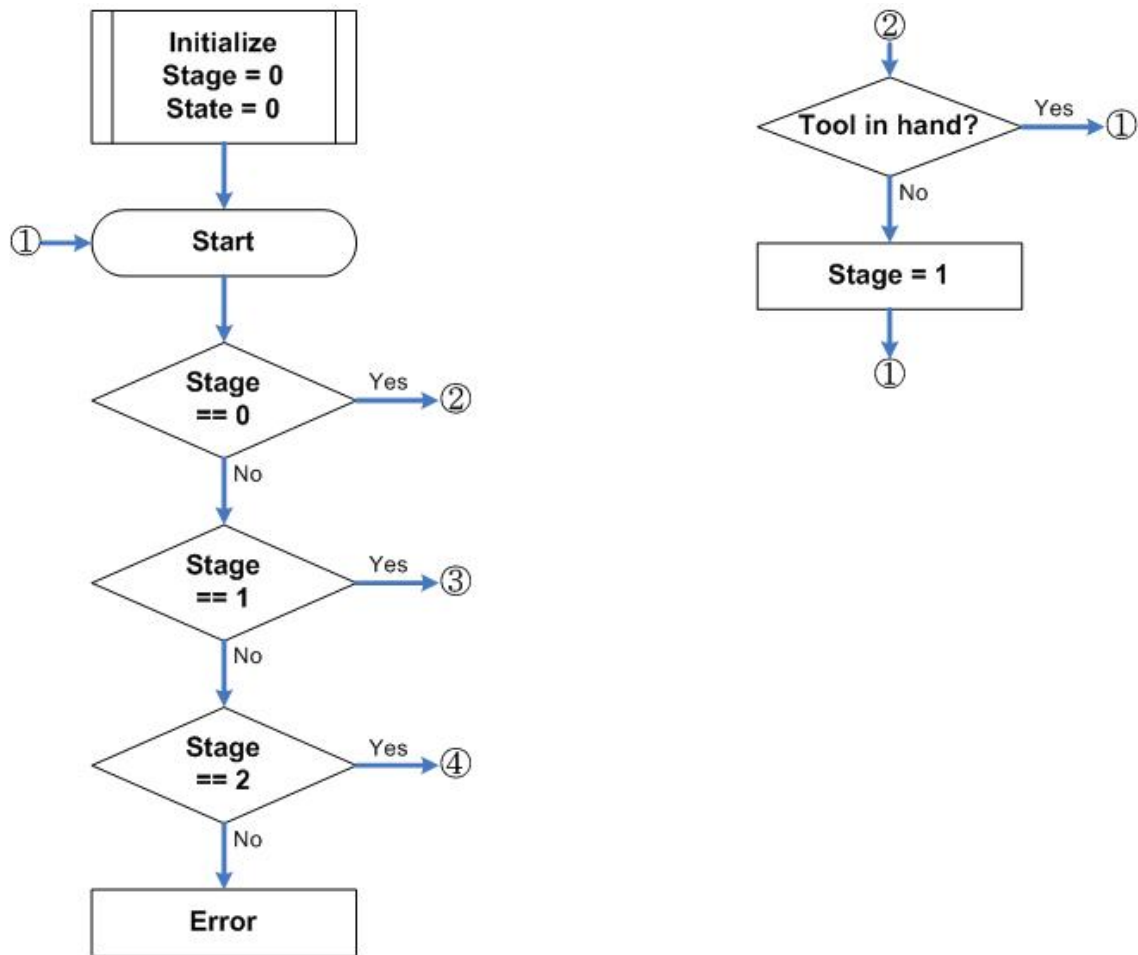 Initialize
Stage = 0
State = 0
①
Start
Stage
== 0
Yes
②
No
Stage
== 1
Yes
③
No
Stage
== 2
Yes
④
No
Error
②
Tool in hand?
Yes
①
No
Stage = 1
①